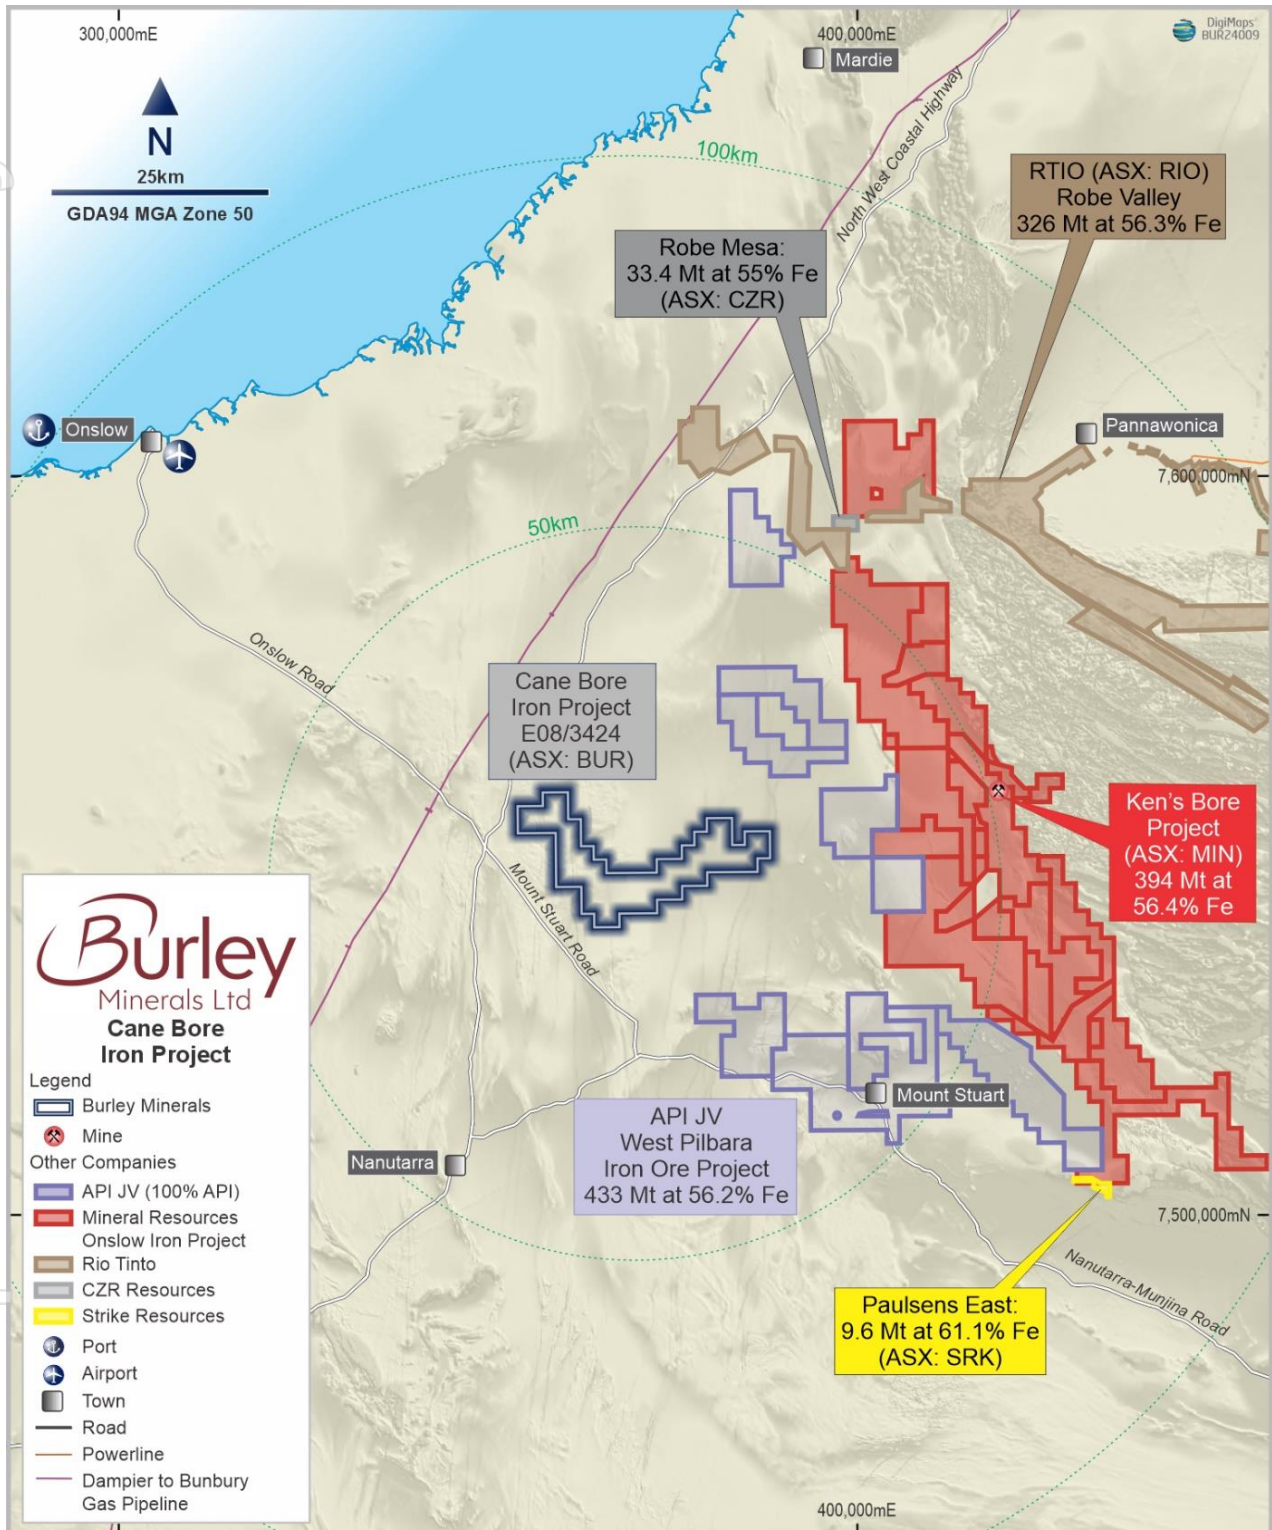 300,000mE
400,000mE
DigiMaps
BUR24009
Mardie
N
25km
GDA94 MGA Zone 50
100km
North West Coastal Highway
RTIO (ASX: RIO)
Robe Valley
326 Mt at 56.3% Fe
Robe Mesa:
33.4 Mt at 55% Fe
(ASX: CZR)
Onslow
Pannawonica
7,600,000mN
50km
Onslow Road
Cane Bore
Iron Project
E08/3424
(ASX: BUR)
Ken's Bore
Project
(ASX: MIN)
394 Mt at
56.4% Fe
Mount Stuart Road
Mount Stuart
API JV
West Pilbara
Iron Ore Project
433 Mt at 56.2% Fe
Nanutarra
7,500,000mN
Nanutarra-Munjina Road
Paulsens East:
9.6 Mt at 61.1% Fe
(ASX: SRK)
400,000mE
Burley
Minerals Ltd
Cane Bore
Iron Project
Legend
Burley Minerals
Mine
Other Companies
API JV (100% API)
Mineral Resources
Onslow Iron Project
Rio Tinto
CZR Resources
Strike Resources
Port
Airport
Town
Road
Powerline
Dampier to Bunbury
Gas Pipeline